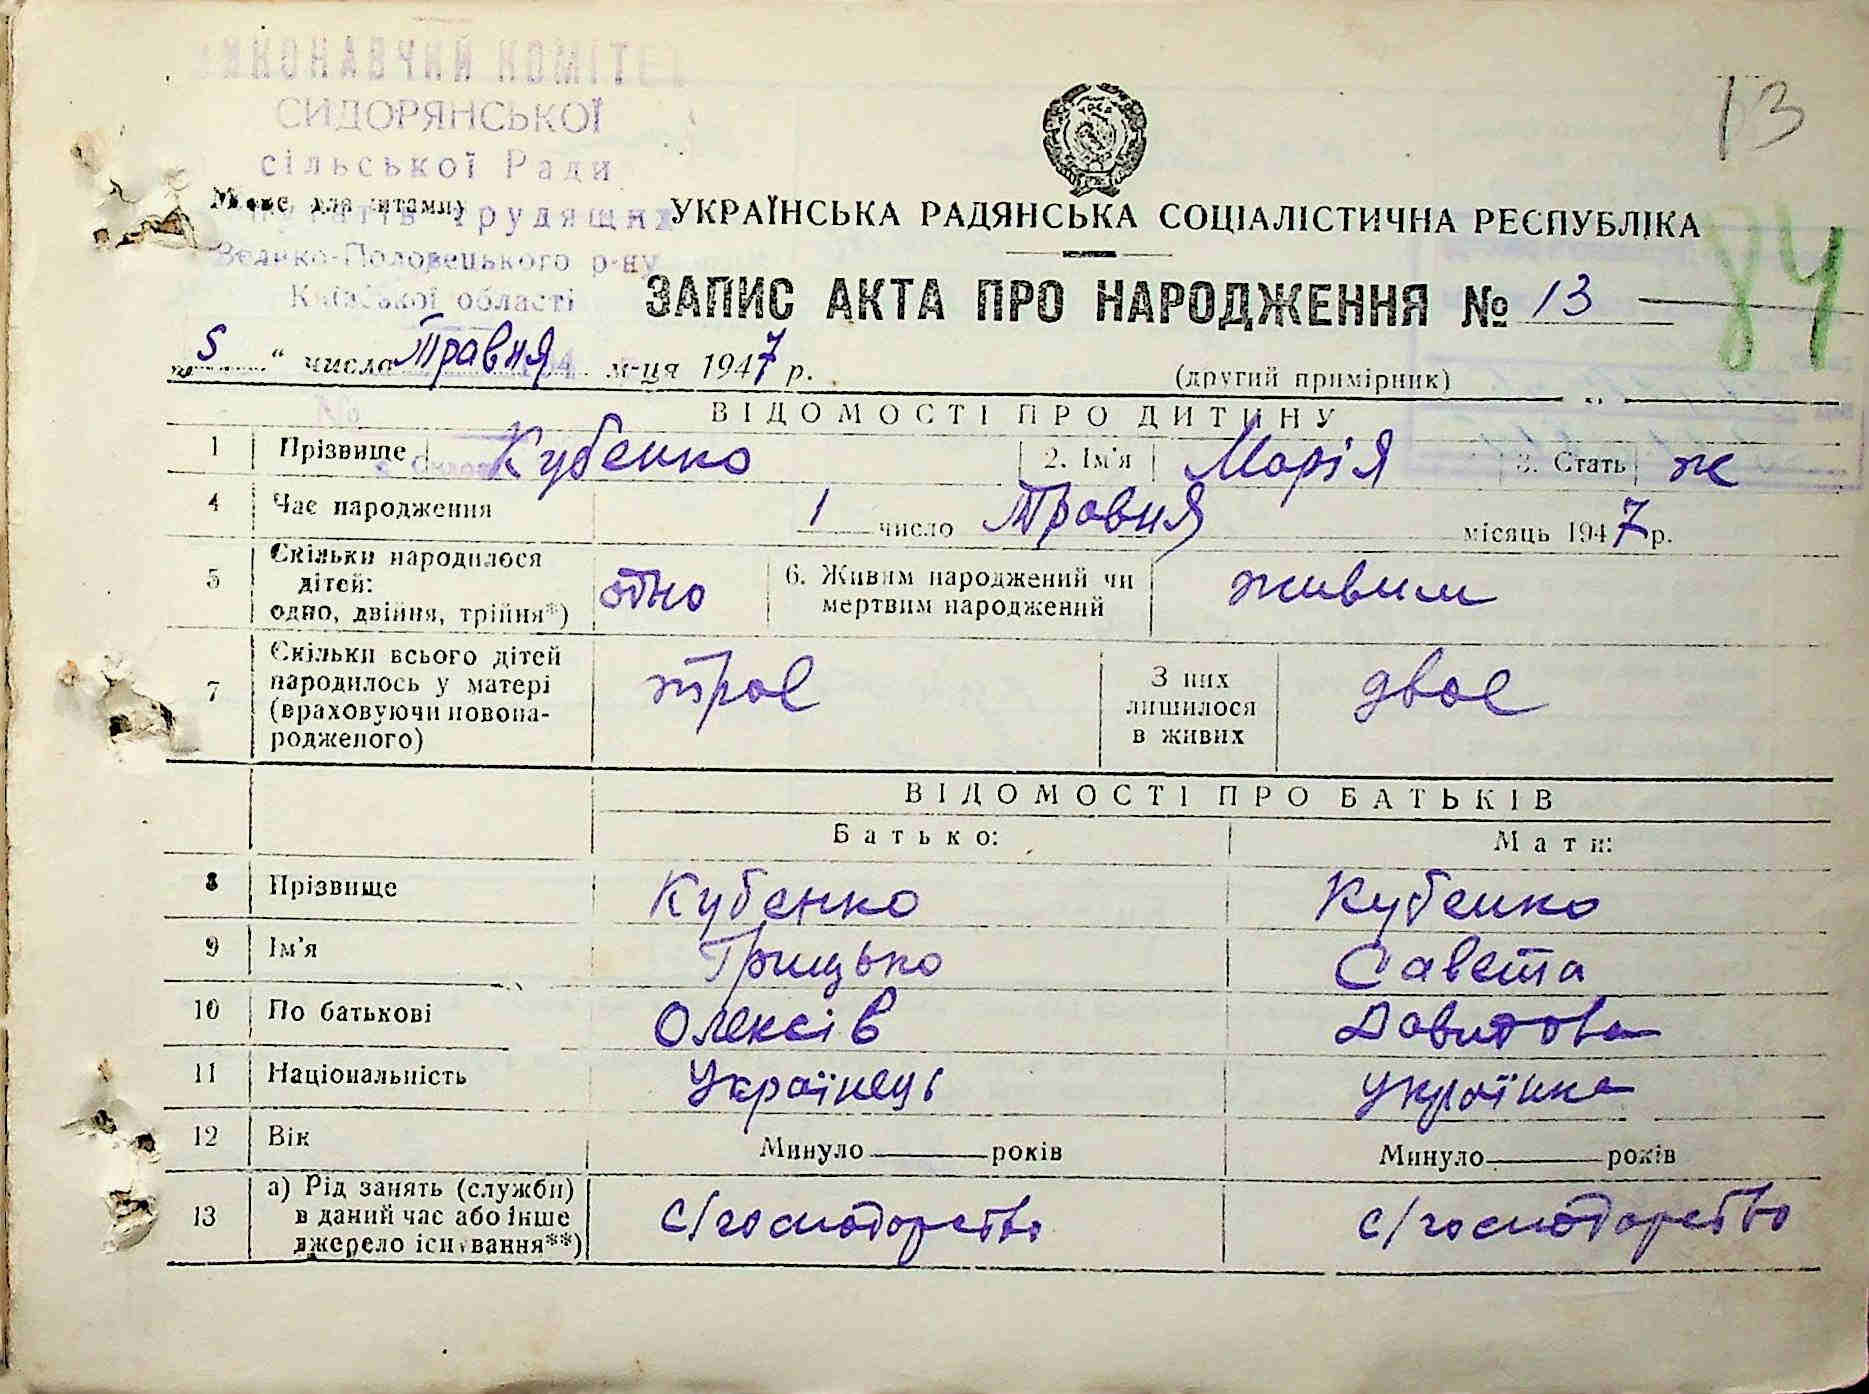 ВИКОНАВЧИЙ КОМІТЕТ
СИДОРЯНСЬКОЇ
сільської Ради
депутатів трудящих
Велико-Половецького р-ну
Київської області
Місце для штампу
13
84
УКРАЇНСЬКА РАДЯНСЬКА СОЦІАЛІСТИЧНА РЕСПУБЛІКА
ЗАПИС АКТА ПРО НАРОДЖЕННЯ № 13
„ 5 “ число Травня м-ця 1947 р.
(другий примірник)
№
ВІДОМОСТІ ПРО ДИТИНУ
1 Прізвище Кубенко 2. Ім'я Марія 3. Стать ж
4 Час народження 1 число Травня місяць 1947 р.
5 Скільки народилося дітей: одно, двійня, трійня*) одно 6. Живим народжений чи мертвим народжений живим
7 Скільки всього дітей народилось у матері (враховуючи новонародженого) троє З них лишилося в живих двоє
ВІДОМОСТІ ПРО БАТЬКІВ
Батько: Мати:
8 Прізвище Кубенко Кубенко
9 Ім'я Грицько Савета
10 По батькові Олексів Давидова
11 Національність Українець Українка
12 Вік Минуло років Минуло років
13 а) Рід занять (служби) в даний час або інше джерело існування**) с/господарство с/господарство